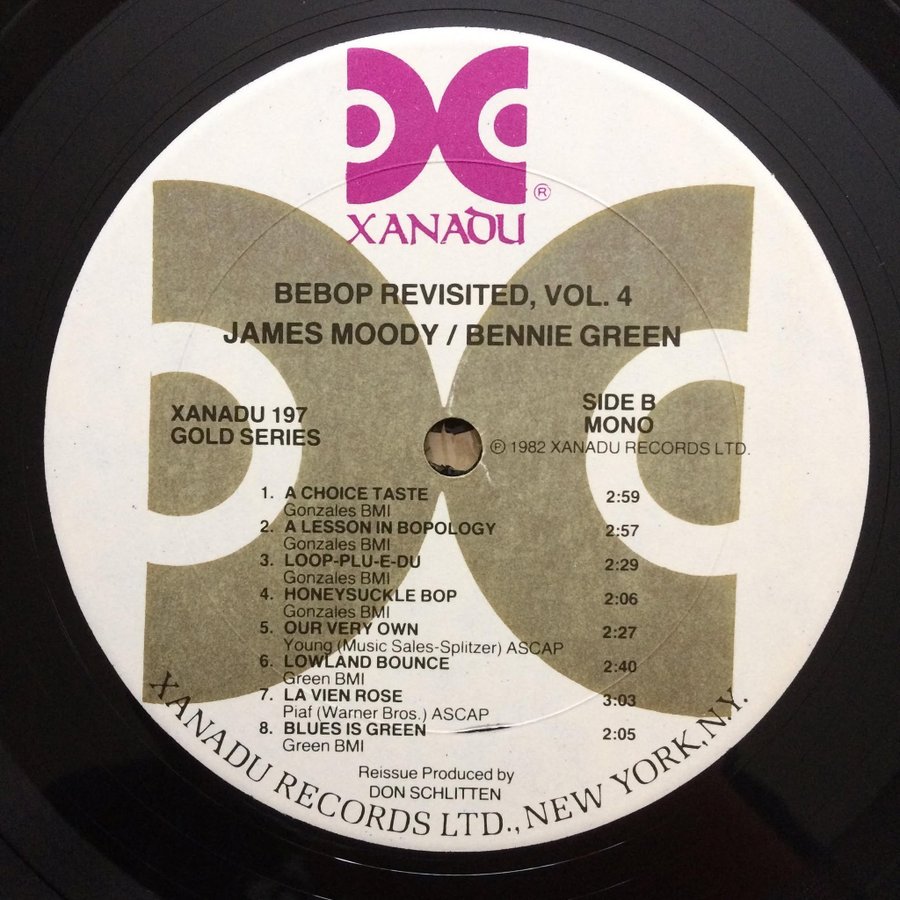 XANADU
®
BEBOP REVISITED, VOL. 4
JAMES MOODY / BENNIE GREEN
XANADU 197
GOLD SERIES
SIDE B
MONO
℗ 1982 XANADU RECORDS LTD.
1. A CHOICE TASTE 2:59
Gonzales BMI
2. A LESSON IN BOPOLOGY 2:57
Gonzales BMI
3. LOOP-PLU-E-DU 2:29
Gonzales BMI
4. HONEYSUCKLE BOP 2:06
Gonzales BMI
5. OUR VERY OWN 2:27
Young (Music Sales-Splitzer) ASCAP
6. LOWLAND BOUNCE 2:40
Green BMI
7. LA VIEN ROSE 3:03
Piaf (Warner Bros.) ASCAP
8. BLUES IS GREEN 2:05
Green BMI
Reissue Produced by
DON SCHLITTEN
XANADU RECORDS LTD., NEW YORK, N.Y.